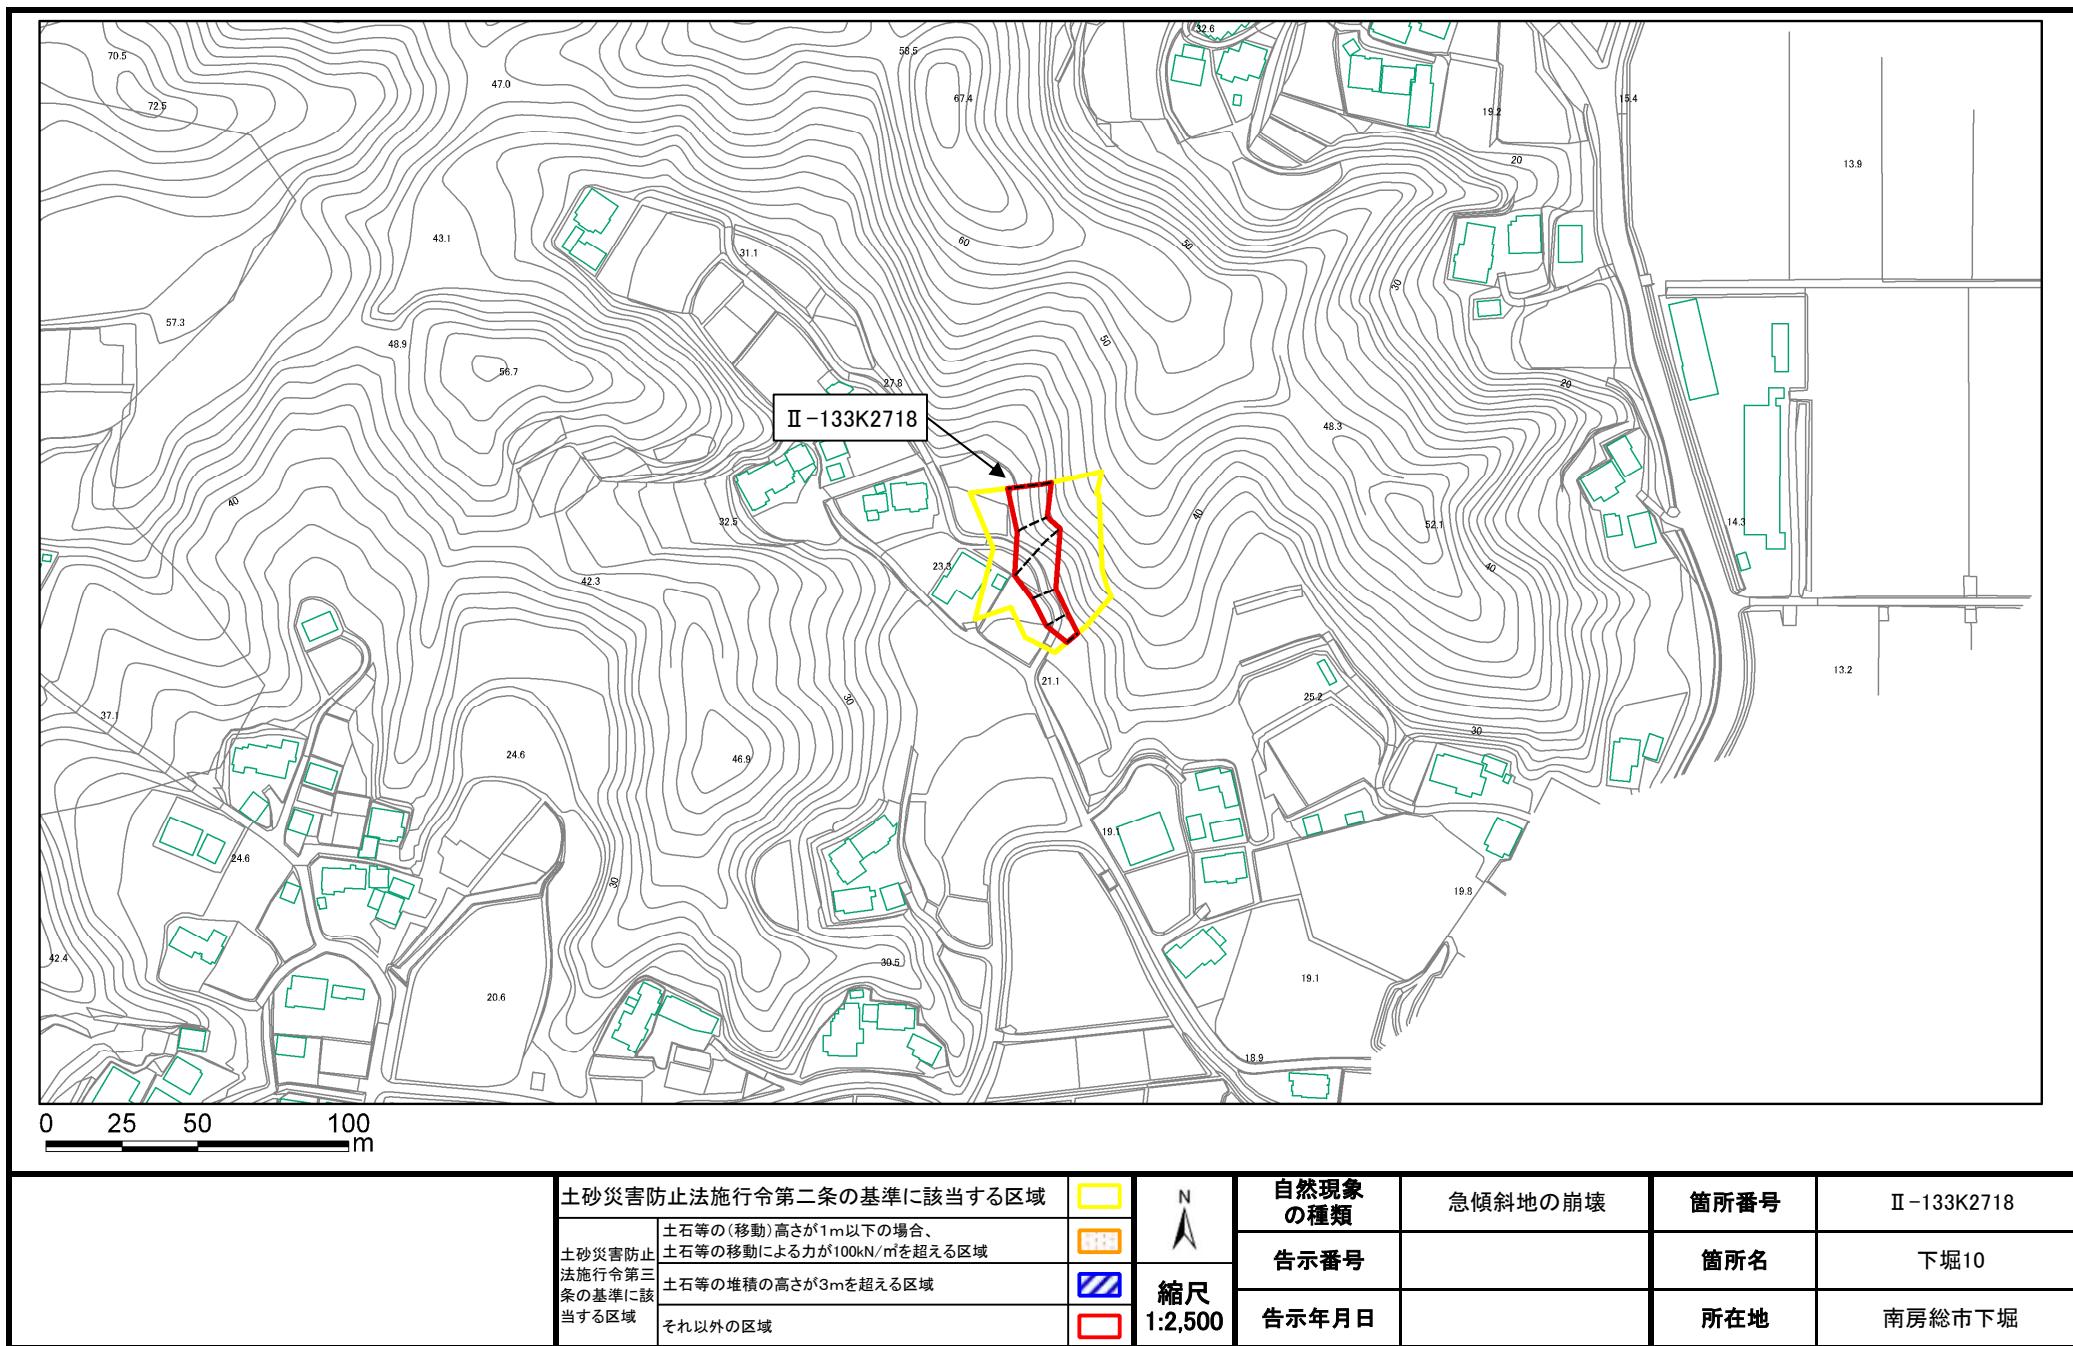 70.5
72.5
47.0
58.5
67.4
32.6
19.2
15.4
20
13.9
43.1
31.1
60
50
30
57.3
48.9
56.7
27.8
50
20
Ⅱ-133K2718
48.3
40
32.5
40
52.1
14.3
23.3
42.3
40
13.2
37.1
30
21.1
25.2
30
24.6
46.9
24.6
19.1
30
19.8
42.4
30.5
20.6
19.1
18.9
0 25 50 100
m
土砂災害防止法施行令第二条の基準に該当する区域
土砂災害防止
法施行令第三
条の基準に該
当する区域
土石等の(移動)高さが1m以下の場合、
土石等の移動による力が100kN/㎡を超える区域
土石等の堆積の高さが3mを超える区域
それ以外の区域
N
縮尺
1:2,500
自然現象
の種類
急傾斜地の崩壊
箇所番号
Ⅱ-133K2718
告示番号
箇所名
下堀10
告示年月日
所在地
南房総市下堀